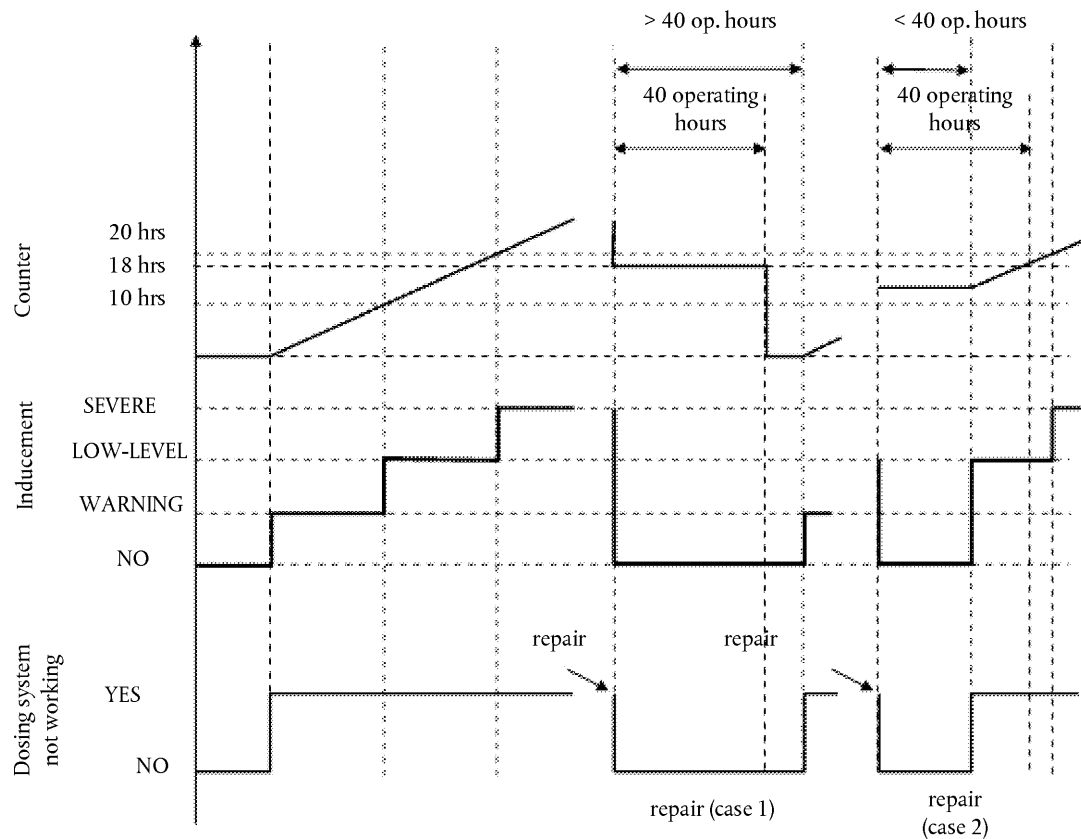 > 40 op. hours
< 40 op. hours
40 operating
hours
40 operating
hours
Counter
20 hrs
18 hrs
10 hrs
Inducement
SEVERE
LOW-LEVEL
WARNING
NO
Dosing system
not working
repair
repair
YES
NO
repair (case 1)
repair
(case 2)